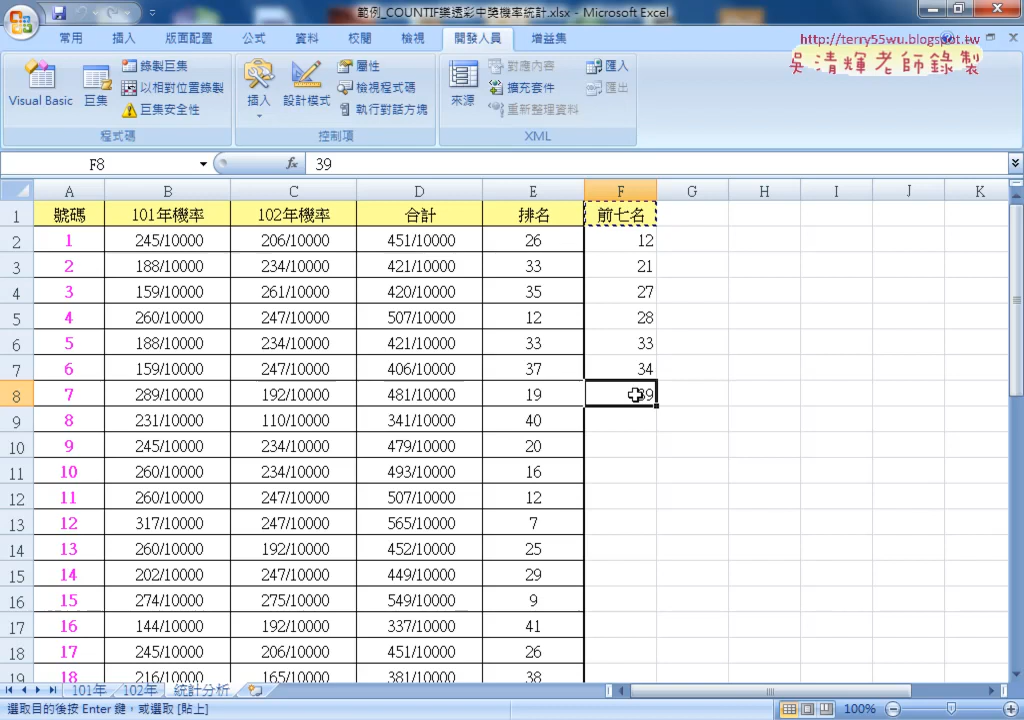 範例_COUNTIF樂透彩中獎機率統計.xlsx - Microsoft Excel
常用 插入 版面配置 公式 資料 校閱 檢視 開發人員 增益集
http://terry55wu.blogspot.tw
吳清輝老師錄製
Visual Basic 巨集 錄製巨集 以相對位置錄製 巨集安全性
插入 設計模式 屬性 檢視程式碼 執行對話方塊
來源 對應內容 擴充套件 重新整理資料 匯入 匯出
程式碼 控制項 XML
F8 fx 39
A B C D E F G H I J K
1 號碼 101年機率 102年機率 合計 排名 前七名
2 1 245/10000 206/10000 451/10000 26 12
3 2 188/10000 234/10000 421/10000 33 21
4 3 159/10000 261/10000 420/10000 35 27
5 4 260/10000 247/10000 507/10000 12 28
6 5 188/10000 234/10000 421/10000 33 33
7 6 159/10000 247/10000 406/10000 37 34
8 7 289/10000 192/10000 481/10000 19 39
9 8 231/10000 110/10000 341/10000 40
10 9 245/10000 234/10000 479/10000 20
11 10 260/10000 234/10000 493/10000 16
12 11 260/10000 247/10000 507/10000 12
13 12 317/10000 247/10000 565/10000 7
14 13 260/10000 192/10000 452/10000 25
15 14 202/10000 247/10000 449/10000 29
16 15 274/10000 275/10000 549/10000 9
17 16 144/10000 192/10000 337/10000 41
18 17 245/10000 206/10000 451/10000 26
19 18 216/10000 165/10000 381/10000 38
101年 102年 統計分析
選取目的後按 Enter 鍵，或選取 [貼上]
100%